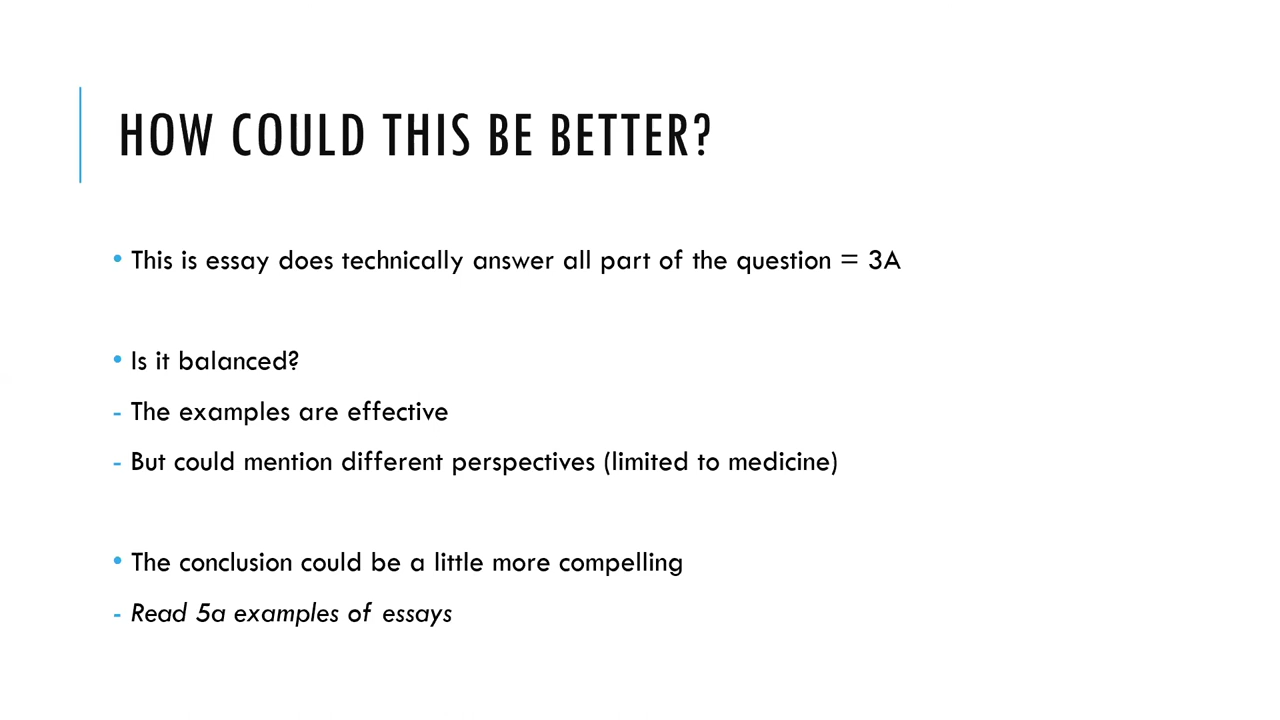 HOW COULD THIS BE BETTER?
• This is essay does technically answer all part of the question = 3A
• Is it balanced?
- The examples are effective
- But could mention different perspectives (limited to medicine)
• The conclusion could be a little more compelling
- Read 5a examples of essays